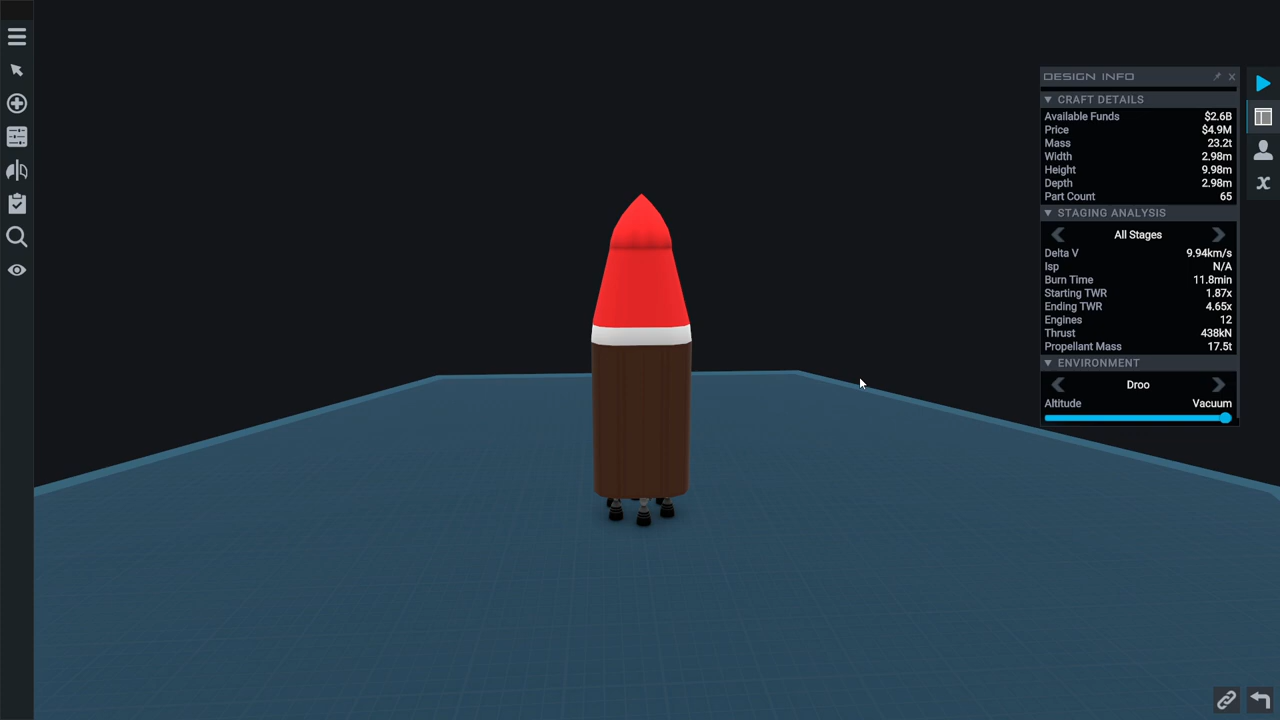 DESIGN INFO
CRAFT DETAILS
Available Funds $2.6B
Price $4.9M
Mass 23.2t
Width 2.98m
Height 9.98m
Depth 2.98m
Part Count 65
STAGING ANALYSIS
All Stages
Delta V 9.94km/s
Isp N/A
Burn Time 11.8min
Starting TWR 1.87x
Ending TWR 4.65x
Engines 12
Thrust 438kN
Propellant Mass 17.5t
ENVIRONMENT
Droo
Altitude Vacuum